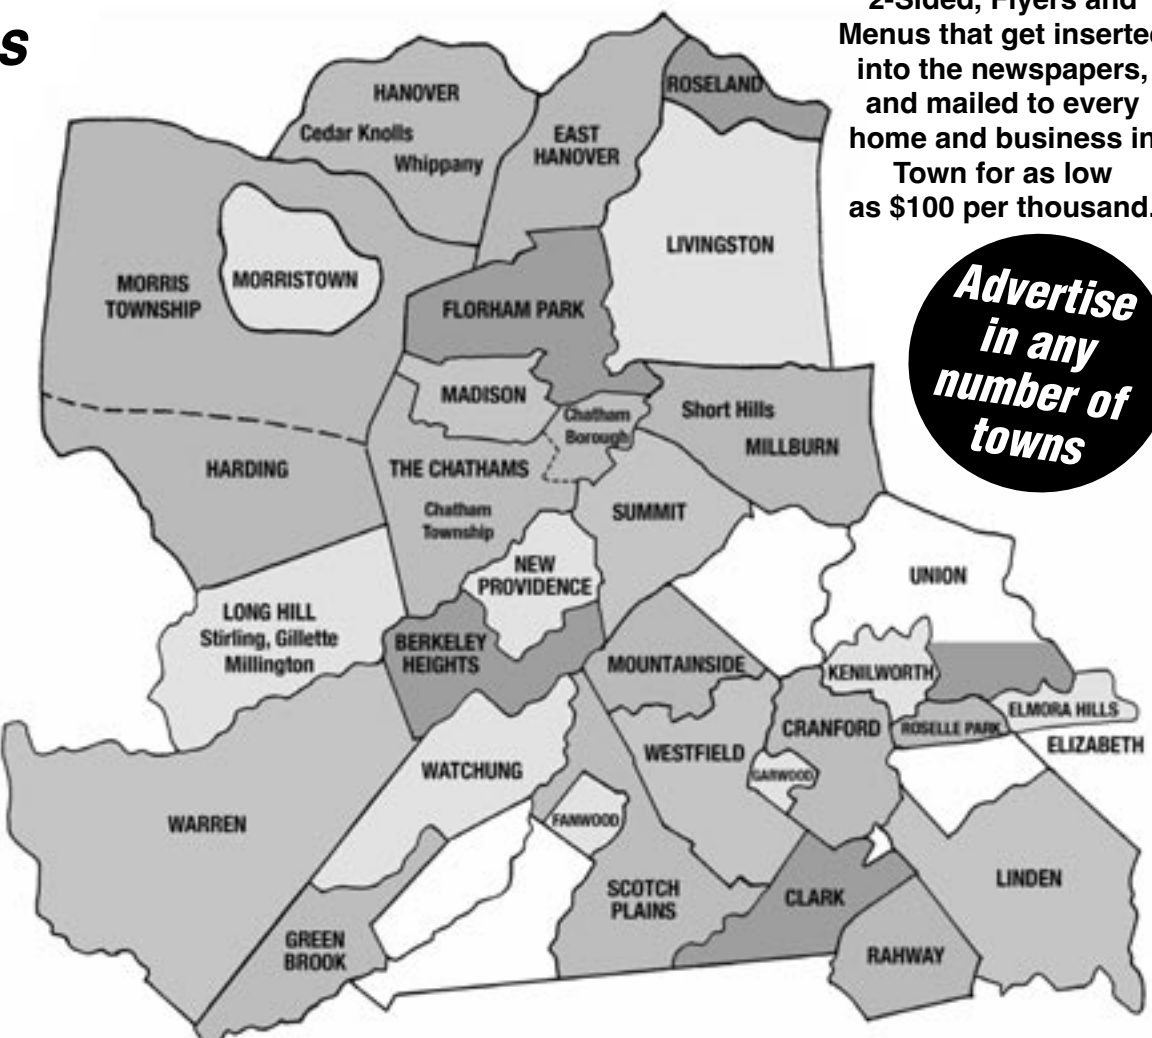 s
2-Sided, Flyers and
Menus that get inserted
into the newspapers,
and mailed to every
home and business in
Town for as low
as $100 per thousand.
Advertise
in any
number of
towns
ROSELAND
HANOVER
Cedar Knolls
Whippany
EAST
HANOVER
LIVINGSTON
MORRIS
TOWNSHIP
MORRISTOWN
FLORHAM PARK
MADISON
Chatham
Borough
Short Hills
MILLBURN
HARDING
THE CHATHAMS
Chatham
Township
SUMMIT
NEW
PROVIDENCE
UNION
LONG HILL
Stirling, Gillette
Millington
BERKELEY
HEIGHTS
MOUNTAINSIDE
KENILWORTH
ELMORA HILLS
ROSELLE PARK
ELIZABETH
CRANFORD
WESTFIELD
GARWOOD
WATCHUNG
FANWOOD
WARREN
SCOTCH
PLAINS
CLARK
LINDEN
GREEN
BROOK
RAHWAY